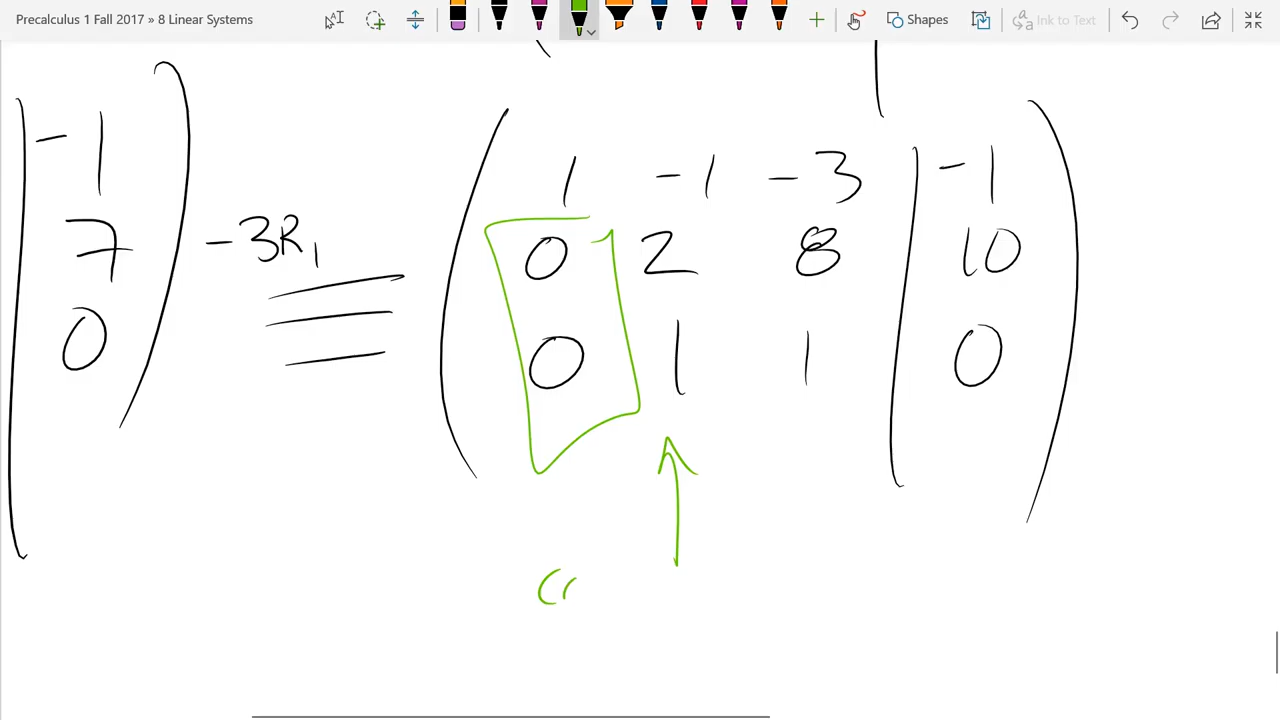 Precalculus 1 Fall 2017 » 8 Linear Systems
Shapes
Ink to Text
-1
7 -3R1
0
1 -1 -3 -1
0 2 8 10
0 1 1 0